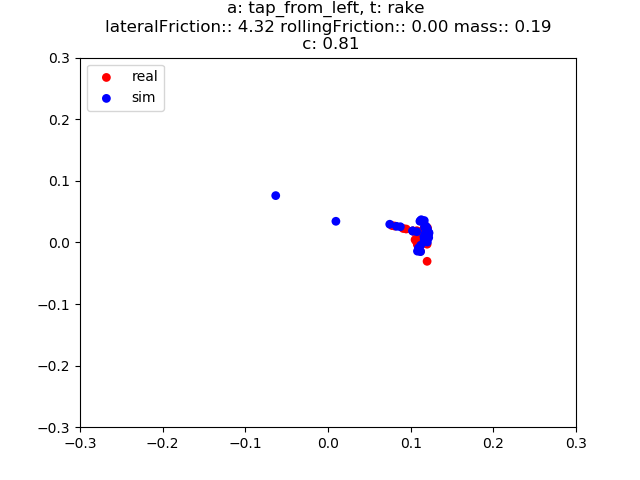 a: tap_from_left, t: rake
lateralFriction:: 4.32 rollingFriction:: 0.00 mass:: 0.19
c: 0.81
real
sim
0.3
0.2
0.1
0.0
−0.1
−0.2
−0.3
−0.3
−0.2
−0.1
0.0
0.1
0.2
0.3